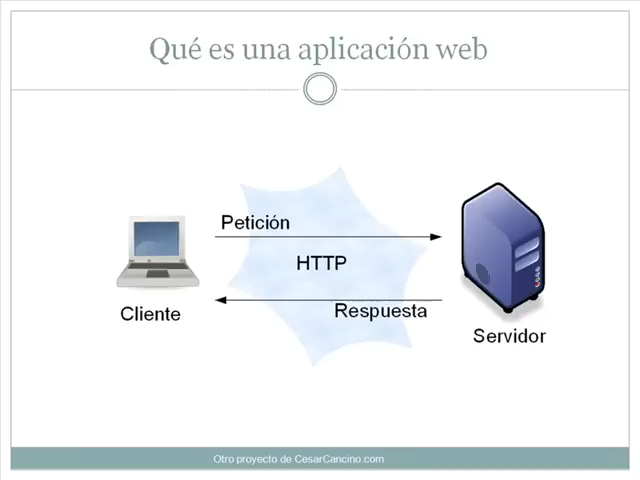 Qué es una aplicación web
Petición
HTTP
Respuesta
Cliente
Servidor
Otro proyecto de CesarCancino.com